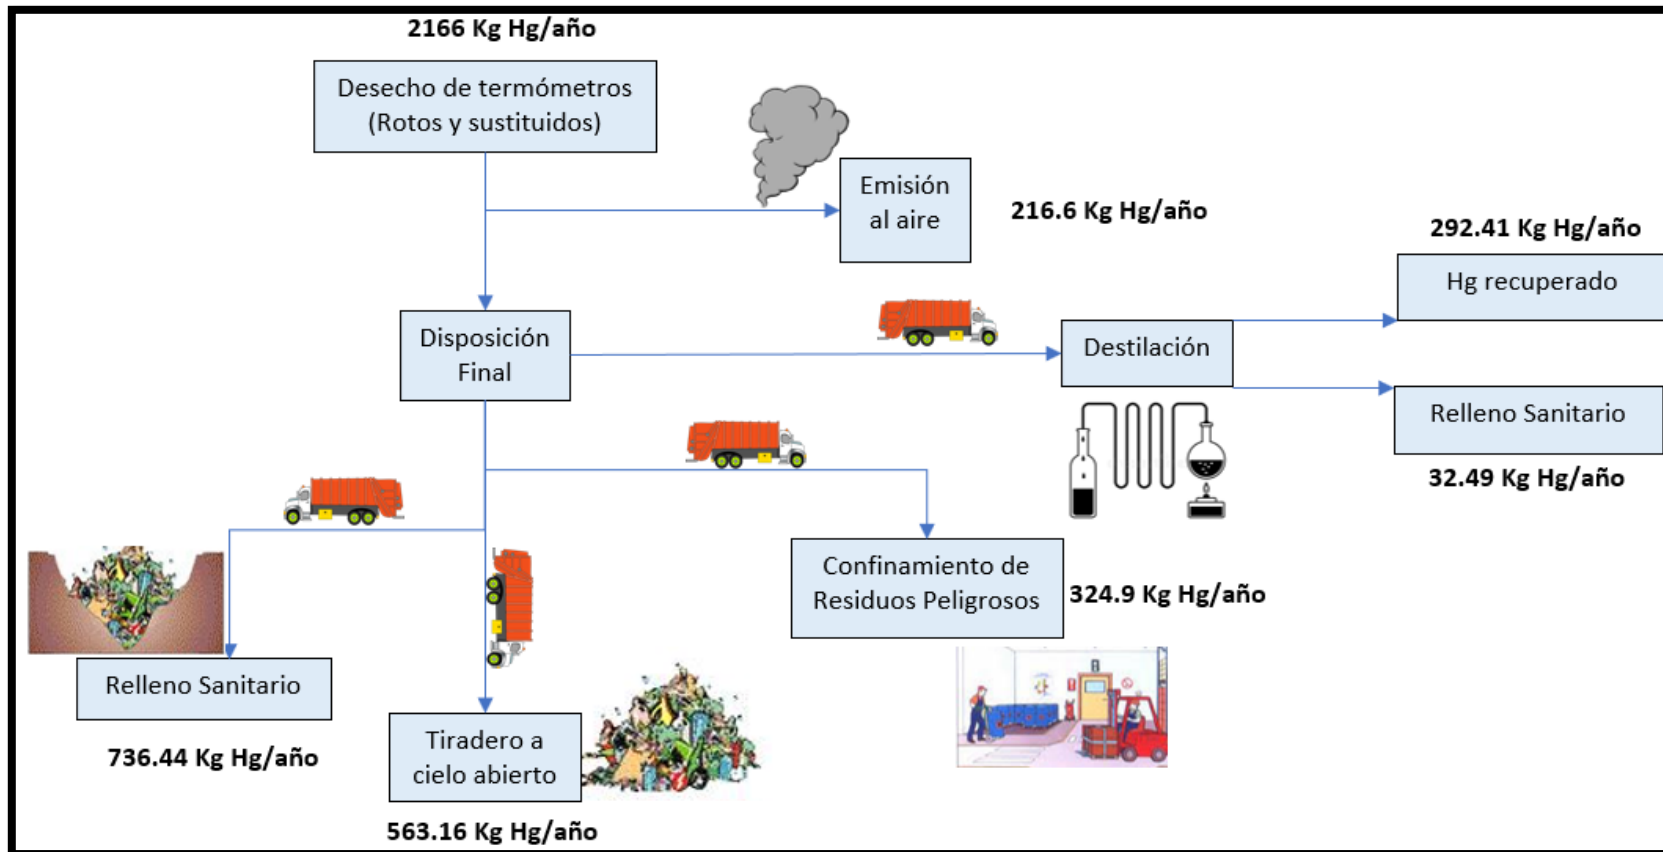 2166 Kg Hg/año
Desecho de termómetros
(Rotos y sustituidos)
Emisión
al aire
216.6 Kg Hg/año
292.41 Kg Hg/año
Hg recuperado
Disposición
Final
Destilación
Relleno Sanitario
32.49 Kg Hg/año
Confinamiento de
Residuos Peligrosos
324.9 Kg Hg/año
Relleno Sanitario
736.44 Kg Hg/año
Tiradero a
cielo abierto
563.16 Kg Hg/año